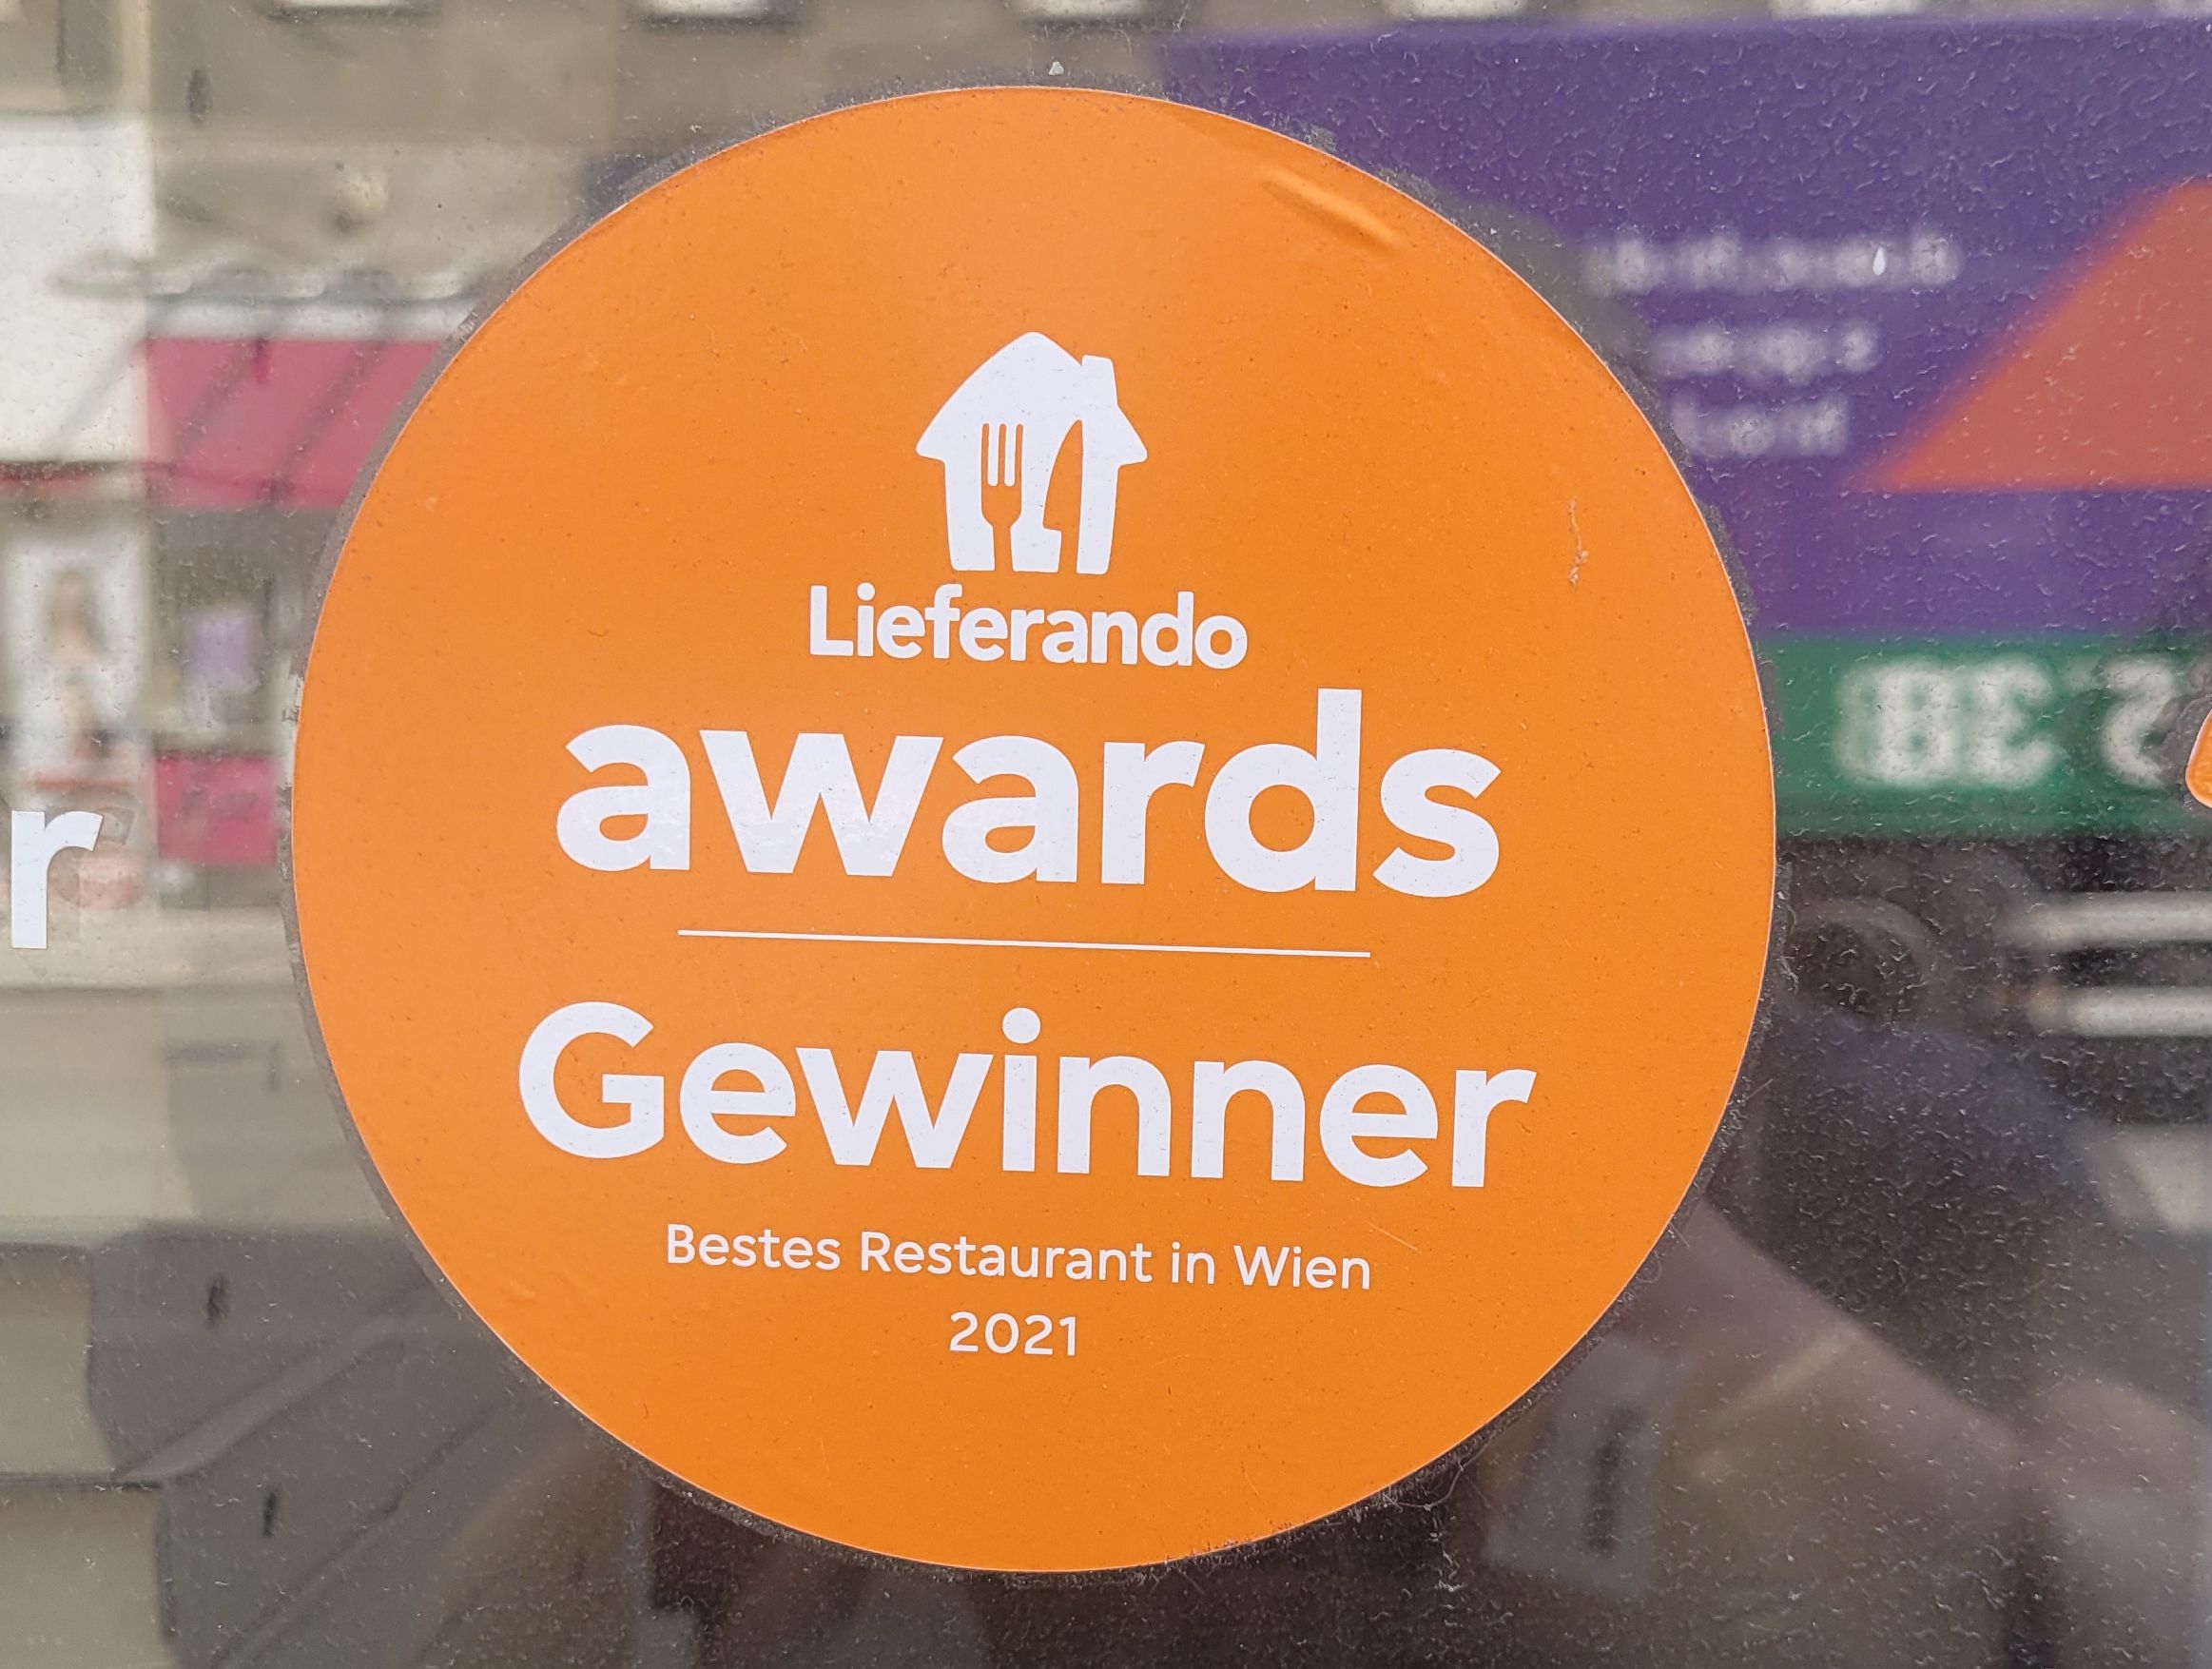 Lieferando
awards
Gewinner
Bestes Restaurant in Wien
2021
r